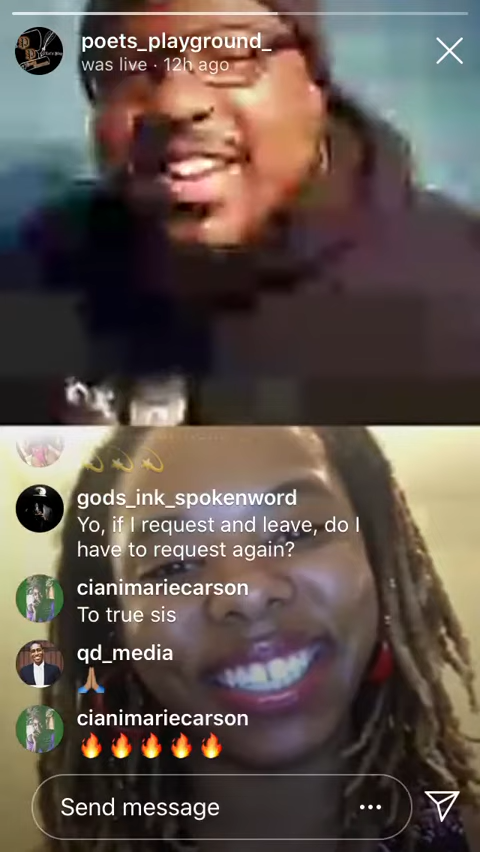 poets_playground_
was live · 12h ago
gods_ink_spokenword
Yo, if I request and leave, do I
have to request again?
cianimariecarson
To true sis
qd_media
🙏🏽
cianimariecarson
🔥🔥🔥🔥🔥
Send message